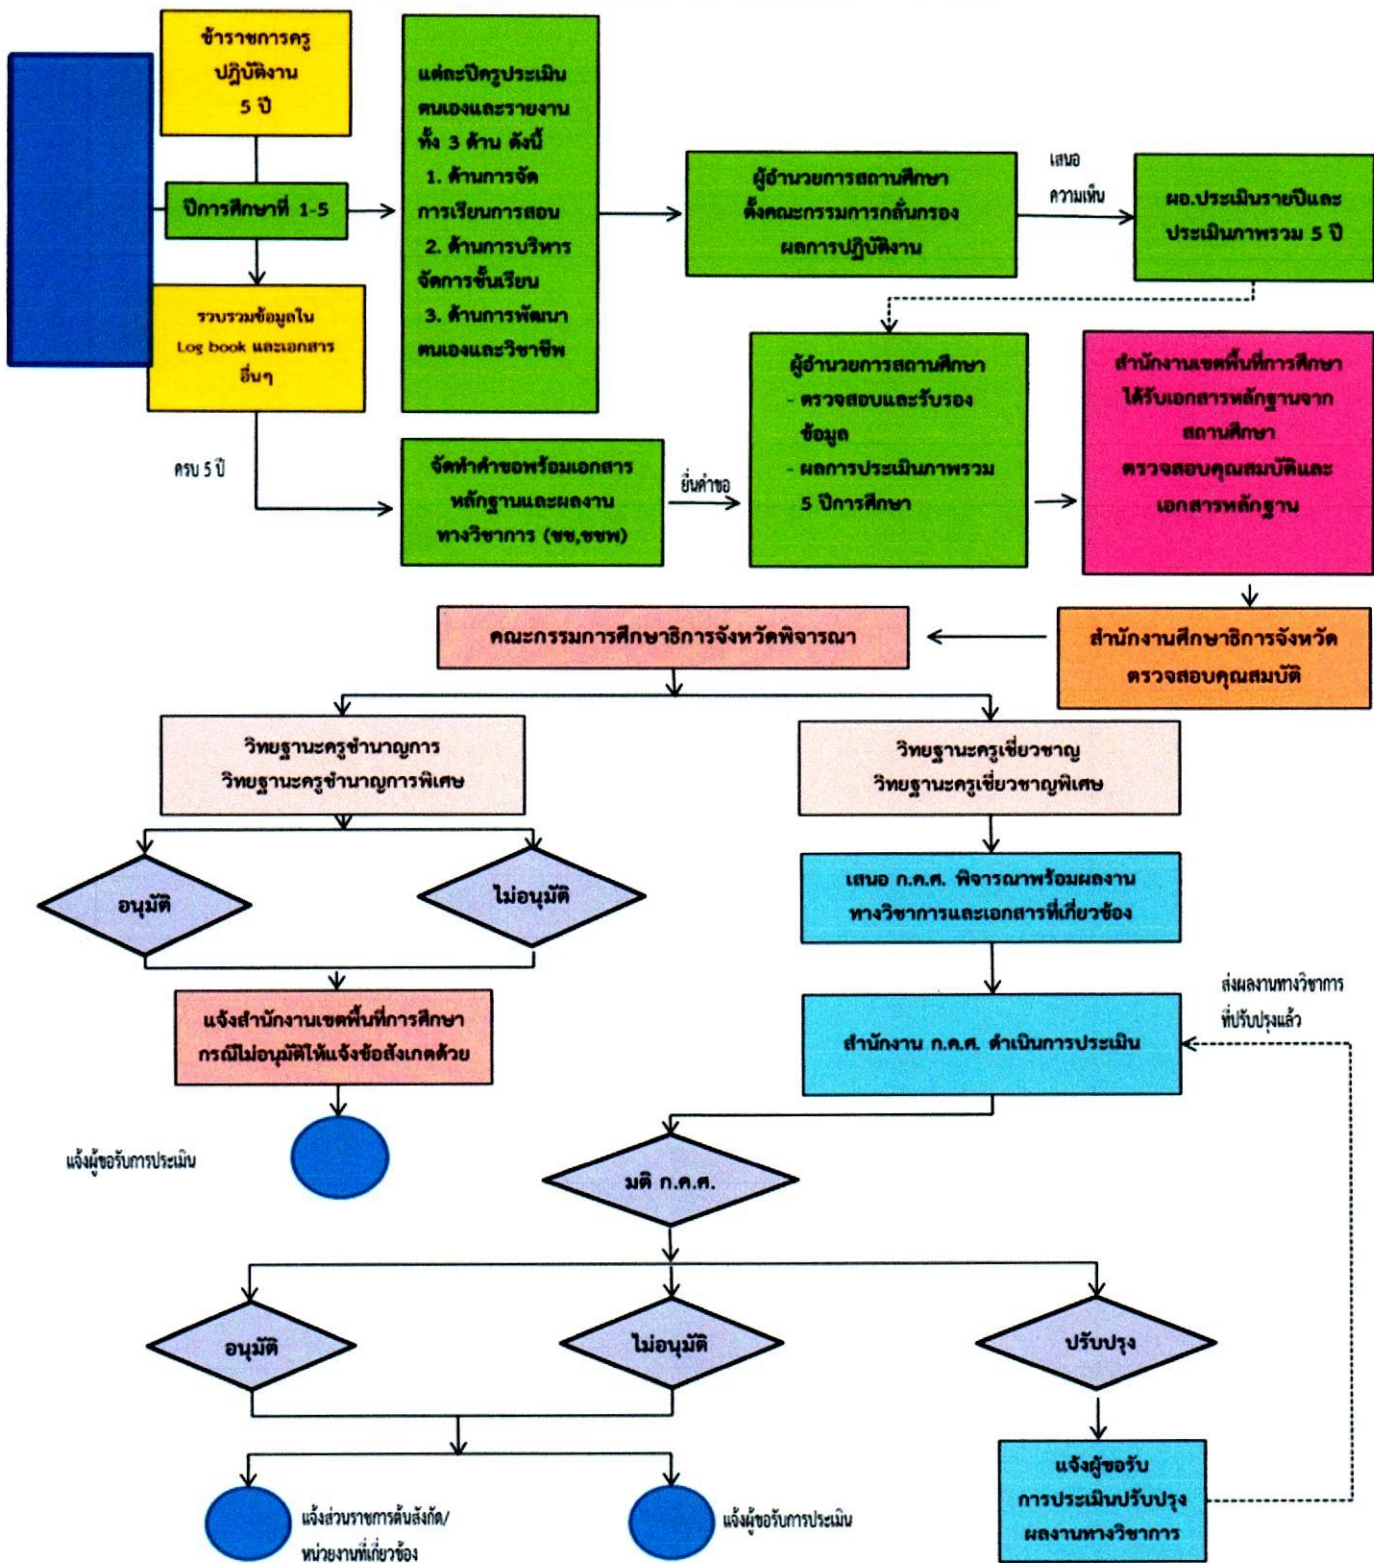 ข้าราชการครู
ปฏิบัติงาน
5 ปี
ปีการศึกษาที่ 1-5
รวบรวมข้อมูลใน
Log book และเอกสาร
อื่นๆ
แต่ละปีครูประเมิน
ตนเองและรายงาน
ทั้ง 3 ด้าน ดังนี้
1. ด้านการจัด
การเรียนการสอน
2. ด้านการบริหาร
จัดการชั้นเรียน
3. ด้านการพัฒนา
ตนเองและวิชาชีพ
ผู้อำนวยการสถานศึกษา
ตั้งคณะกรรมการกลั่นกรอง
ผลการปฏิบัติงาน
เสนอ
ความเห็น
ผอ.ประเมินรายปีและ
ประเมินภาพรวม 5 ปี
ครบ 5 ปี
จัดทำคำขอพร้อมเอกสาร
หลักฐานและผลงาน
ทางวิชาการ (ชช,ชชพ)
ยื่นคำขอ
ผู้อำนวยการสถานศึกษา
- ตรวจสอบและรับรอง
ข้อมูล
- ผลการประเมินภาพรวม
5 ปีการศึกษา
สำนักงานเขตพื้นที่การศึกษา
ได้รับเอกสารหลักฐานจาก
สถานศึกษา
ตรวจสอบคุณสมบัติและ
เอกสารหลักฐาน
สำนักงานศึกษาธิการจังหวัด
ตรวจสอบคุณสมบัติ
คณะกรรมการศึกษาธิการจังหวัดพิจารณา
วิทยฐานะครูชำนาญการ
วิทยฐานะครูชำนาญการพิเศษ
วิทยฐานะครูเชี่ยวชาญ
วิทยฐานะครูเชี่ยวชาญพิเศษ
อนุมัติ
ไม่อนุมัติ
เสนอ ก.ค.ศ. พิจารณาพร้อมผลงาน
ทางวิชาการและเอกสารที่เกี่ยวข้อง
แจ้งสำนักงานเขตพื้นที่การศึกษา
กรณีไม่อนุมัติให้แจ้งข้อสังเกตด้วย
สำนักงาน ก.ค.ศ. ดำเนินการประเมิน
ส่งผลงานทางวิชาการ
ที่ปรับปรุงแล้ว
แจ้งผู้ขอรับการประเมิน
มติ ก.ค.ศ.
อนุมัติ
ไม่อนุมัติ
ปรับปรุง
แจ้งส่วนราชการต้นสังกัด/
หน่วยงานที่เกี่ยวข้อง
แจ้งผู้ขอรับการประเมิน
แจ้งผู้ขอรับ
การประเมินปรับปรุง
ผลงานทางวิชาการ